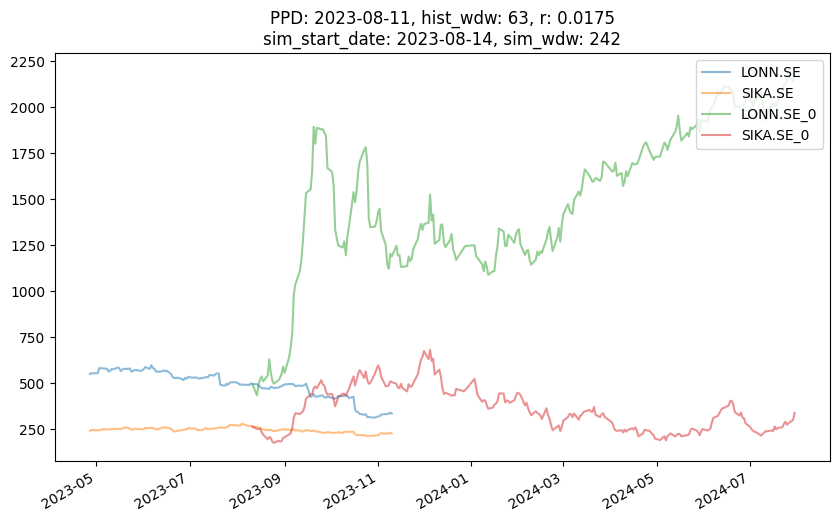 PPD: 2023-08-11, hist_wdw: 63, r: 0.0175
sim_start_date: 2023-08-14, sim_wdw: 242
2250
2000
1750
1500
1250
1000
750
500
250
LONN.SE
SIKA.SE
LONN.SE_0
SIKA.SE_0
2023-05
2023-07
2023-09
2023-11
2024-01
2024-03
2024-05
2024-07